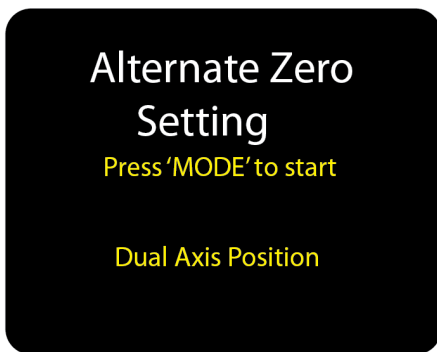 Alternate Zero
Setting
Press ‘MODE’ to start
Dual Axis Position